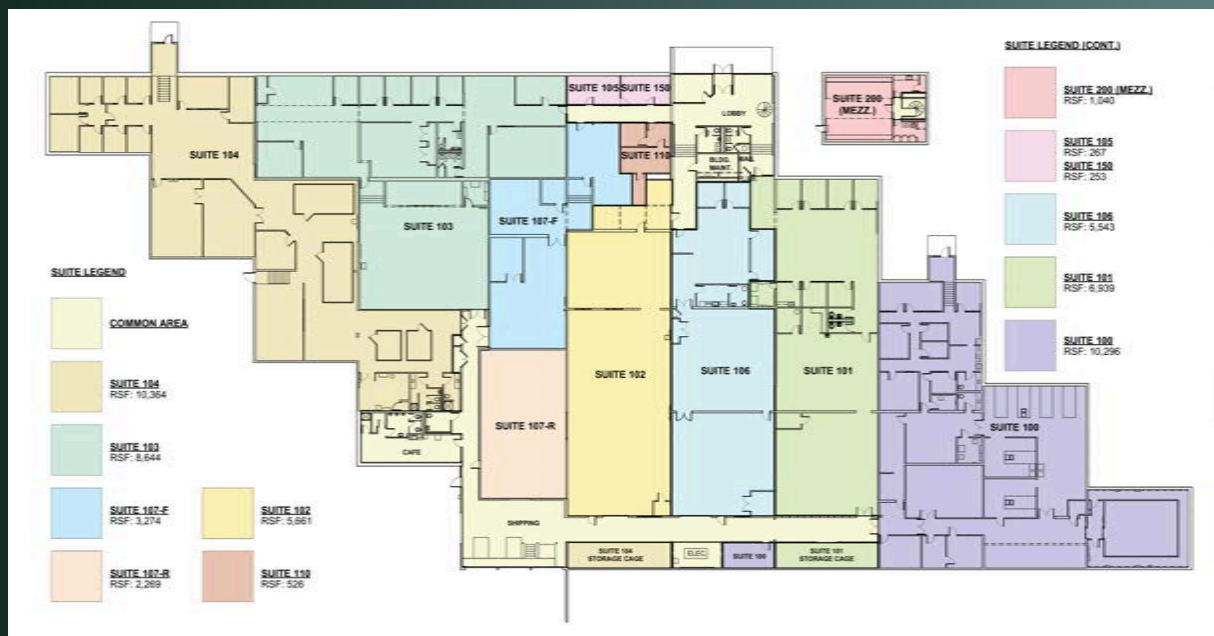 SUITE LEGEND (CONT.)
SUITE 200 (MEZZ.)
RSF: 1,040
SUITE 105
RSF: 267
SUITE 150
RSF: 253
SUITE 106
RSF: 5,543
SUITE 101
RSF: 6,939
SUITE 100
RSF: 10,296
SUITE 105
SUITE 150
LOBBY
SUITE 200
(MEZZ.)
SUITE 104
SUITE 110
BLDG.
MAINT.
MAIL
SUITE 103
SUITE 107-F
SUITE LEGEND
COMMON AREA
SUITE 104
RSF: 10,364
SUITE 103
RSF: 8,644
SUITE 107-F
RSF: 3,274
SUITE 102
RSF: 5,661
SUITE 107-R
RSF: 2,269
SUITE 110
RSF: 526
SUITE 102
SUITE 106
SUITE 101
SUITE 107-R
SUITE 100
CAFE
SHIPPING
SUITE 104
STORAGE CAGE
ELEC.
SUITE 100
SUITE 101
STORAGE CAGE